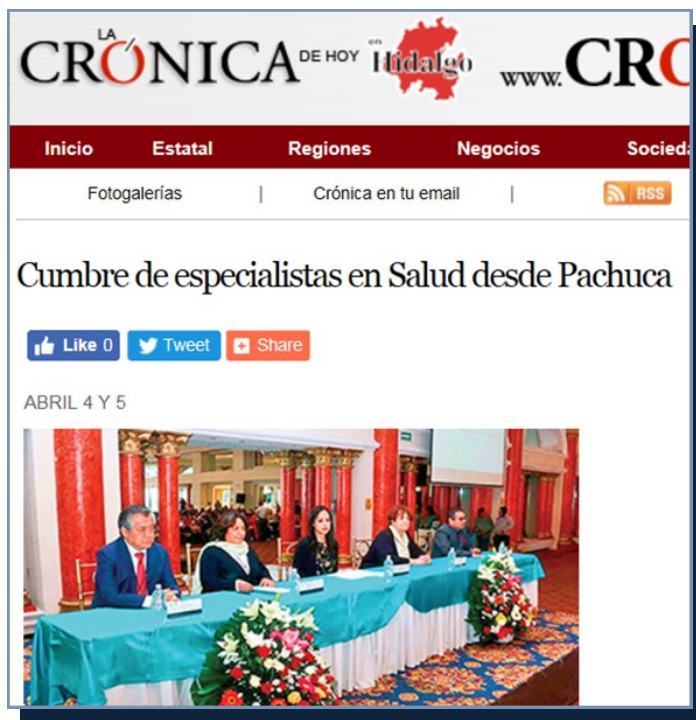 LA
CRÓNICA DE HOY en Hidalgo www. CRO
Inicio Estatal Regiones Negocios Socieda
Fotogalerías | Crónica en tu email | RSS
Cumbre de especialistas en Salud desde Pachuca
Like 0 Tweet Share
ABRIL 4 Y 5